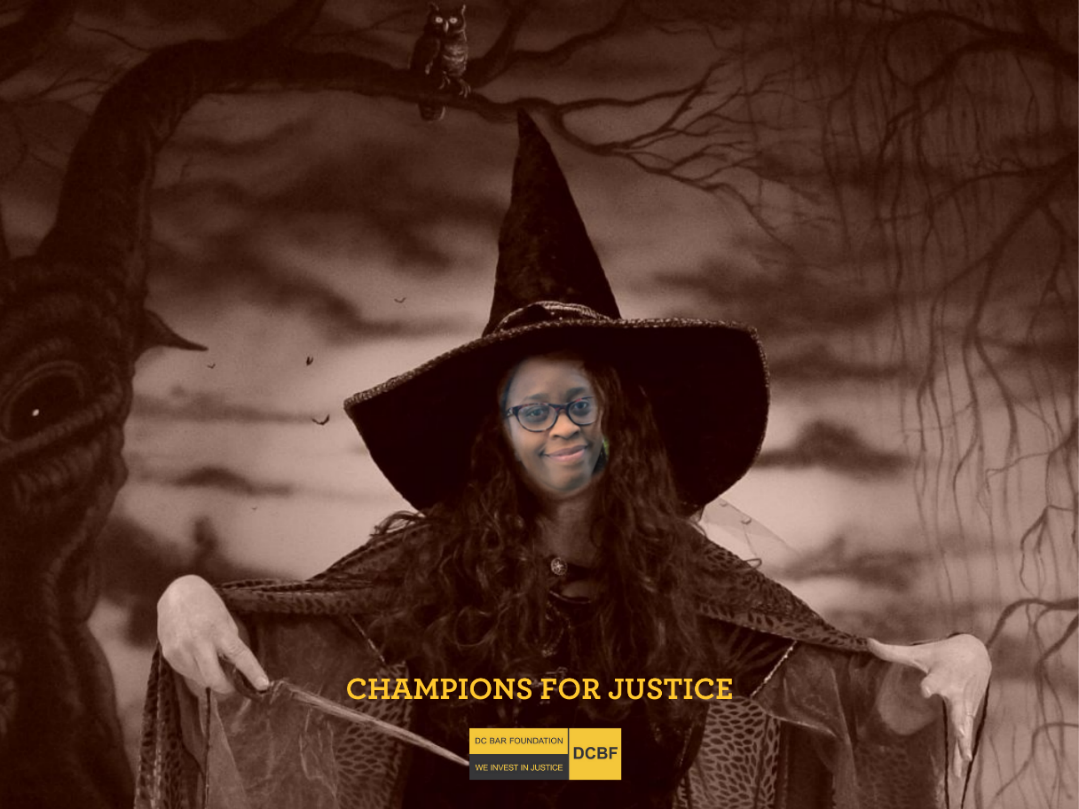 CHAMPIONS FOR JUSTICE
DC BAR FOUNDATION
WE INVEST IN JUSTICE
DCBF